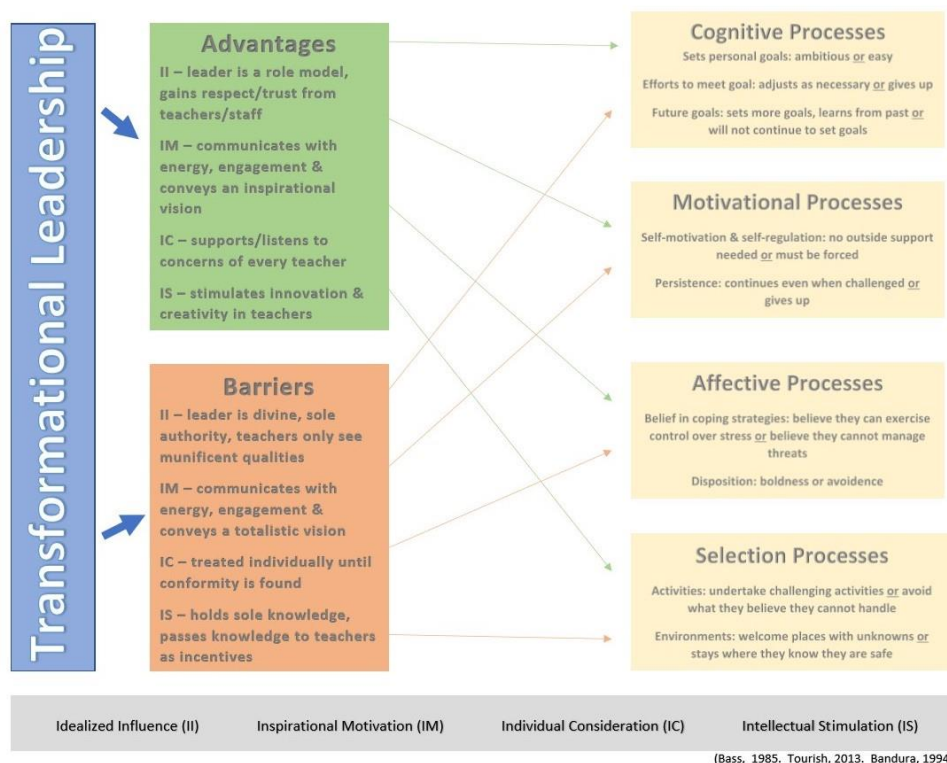 Transformational Leadership
Advantages
II – leader is a role model,
gains respect/trust from
teachers/staff
IM – communicates with
energy, engagement &
conveys an inspirational
vision
IC – supports/listens to
concerns of every teacher
IS – stimulates innovation &
creativity in teachers
Barriers
II – leader is divine, sole
authority, teachers only see
munificent qualities
IM – communicates with
energy, engagement &
conveys a totalistic vision
IC – treated individually until
conformity is found
IS – holds sole knowledge,
passes knowledge to teachers
as incentives
Cognitive Processes
Sets personal goals: ambitious or easy
Efforts to meet goal: adjusts as necessary or gives up
Future goals: sets more goals, learns from past or
will not continue to set goals
Motivational Processes
Self-motivation & self-regulation: no outside support
needed or must be forced
Persistence: continues even when challenged or
gives up
Affective Processes
Belief in coping strategies: believe they can exercise
control over stress or believe they cannot manage
threats
Disposition: boldness or avoidence
Selection Processes
Activities: undertake challenging activities or avoid
what they believe they cannot handle
Environments: welcome places with unknowns or
stays where they know they are safe
Idealized Influence (II) Inspirational Motivation (IM) Individual Consideration (IC) Intellectual Stimulation (IS)
(Bass, 1985, Tourish, 2013, Bandura, 1994